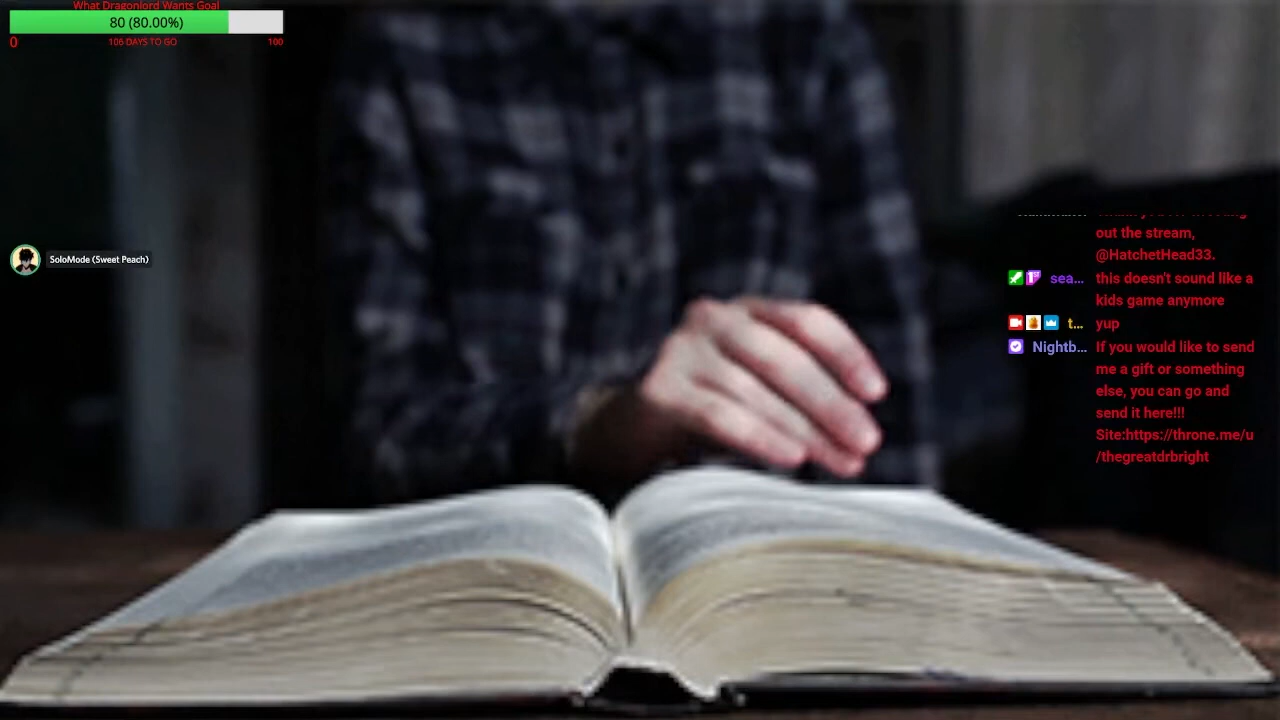 What Dragonlord Wants Goal
80 (80.00%)
0 106 DAYS TO GO 100
SoloMode (Sweet Peach)
out the stream,
@HatchetHead33.
sea... this doesn't sound like a
kids game anymore
t... yup
Nightb... If you would like to send
me a gift or something
else, you can go and
send it here!!!
Site:https://throne.me/u
/thegreatdrbright